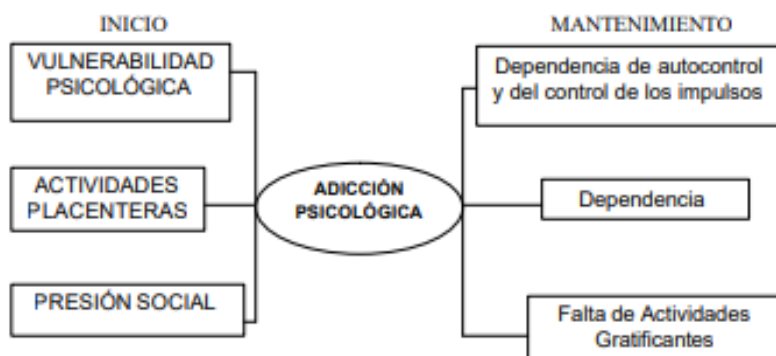 INICIO
VULNERABILIDAD
PSICOLÓGICA
ACTIVIDADES
PLACENTERAS
PRESIÓN SOCIAL
ADICCIÓN
PSICOLÓGICA
MANTENIMIENTO
Dependencia de autocontrol
y del control de los impulsos
Dependencia
Falta de Actividades
Gratificantes